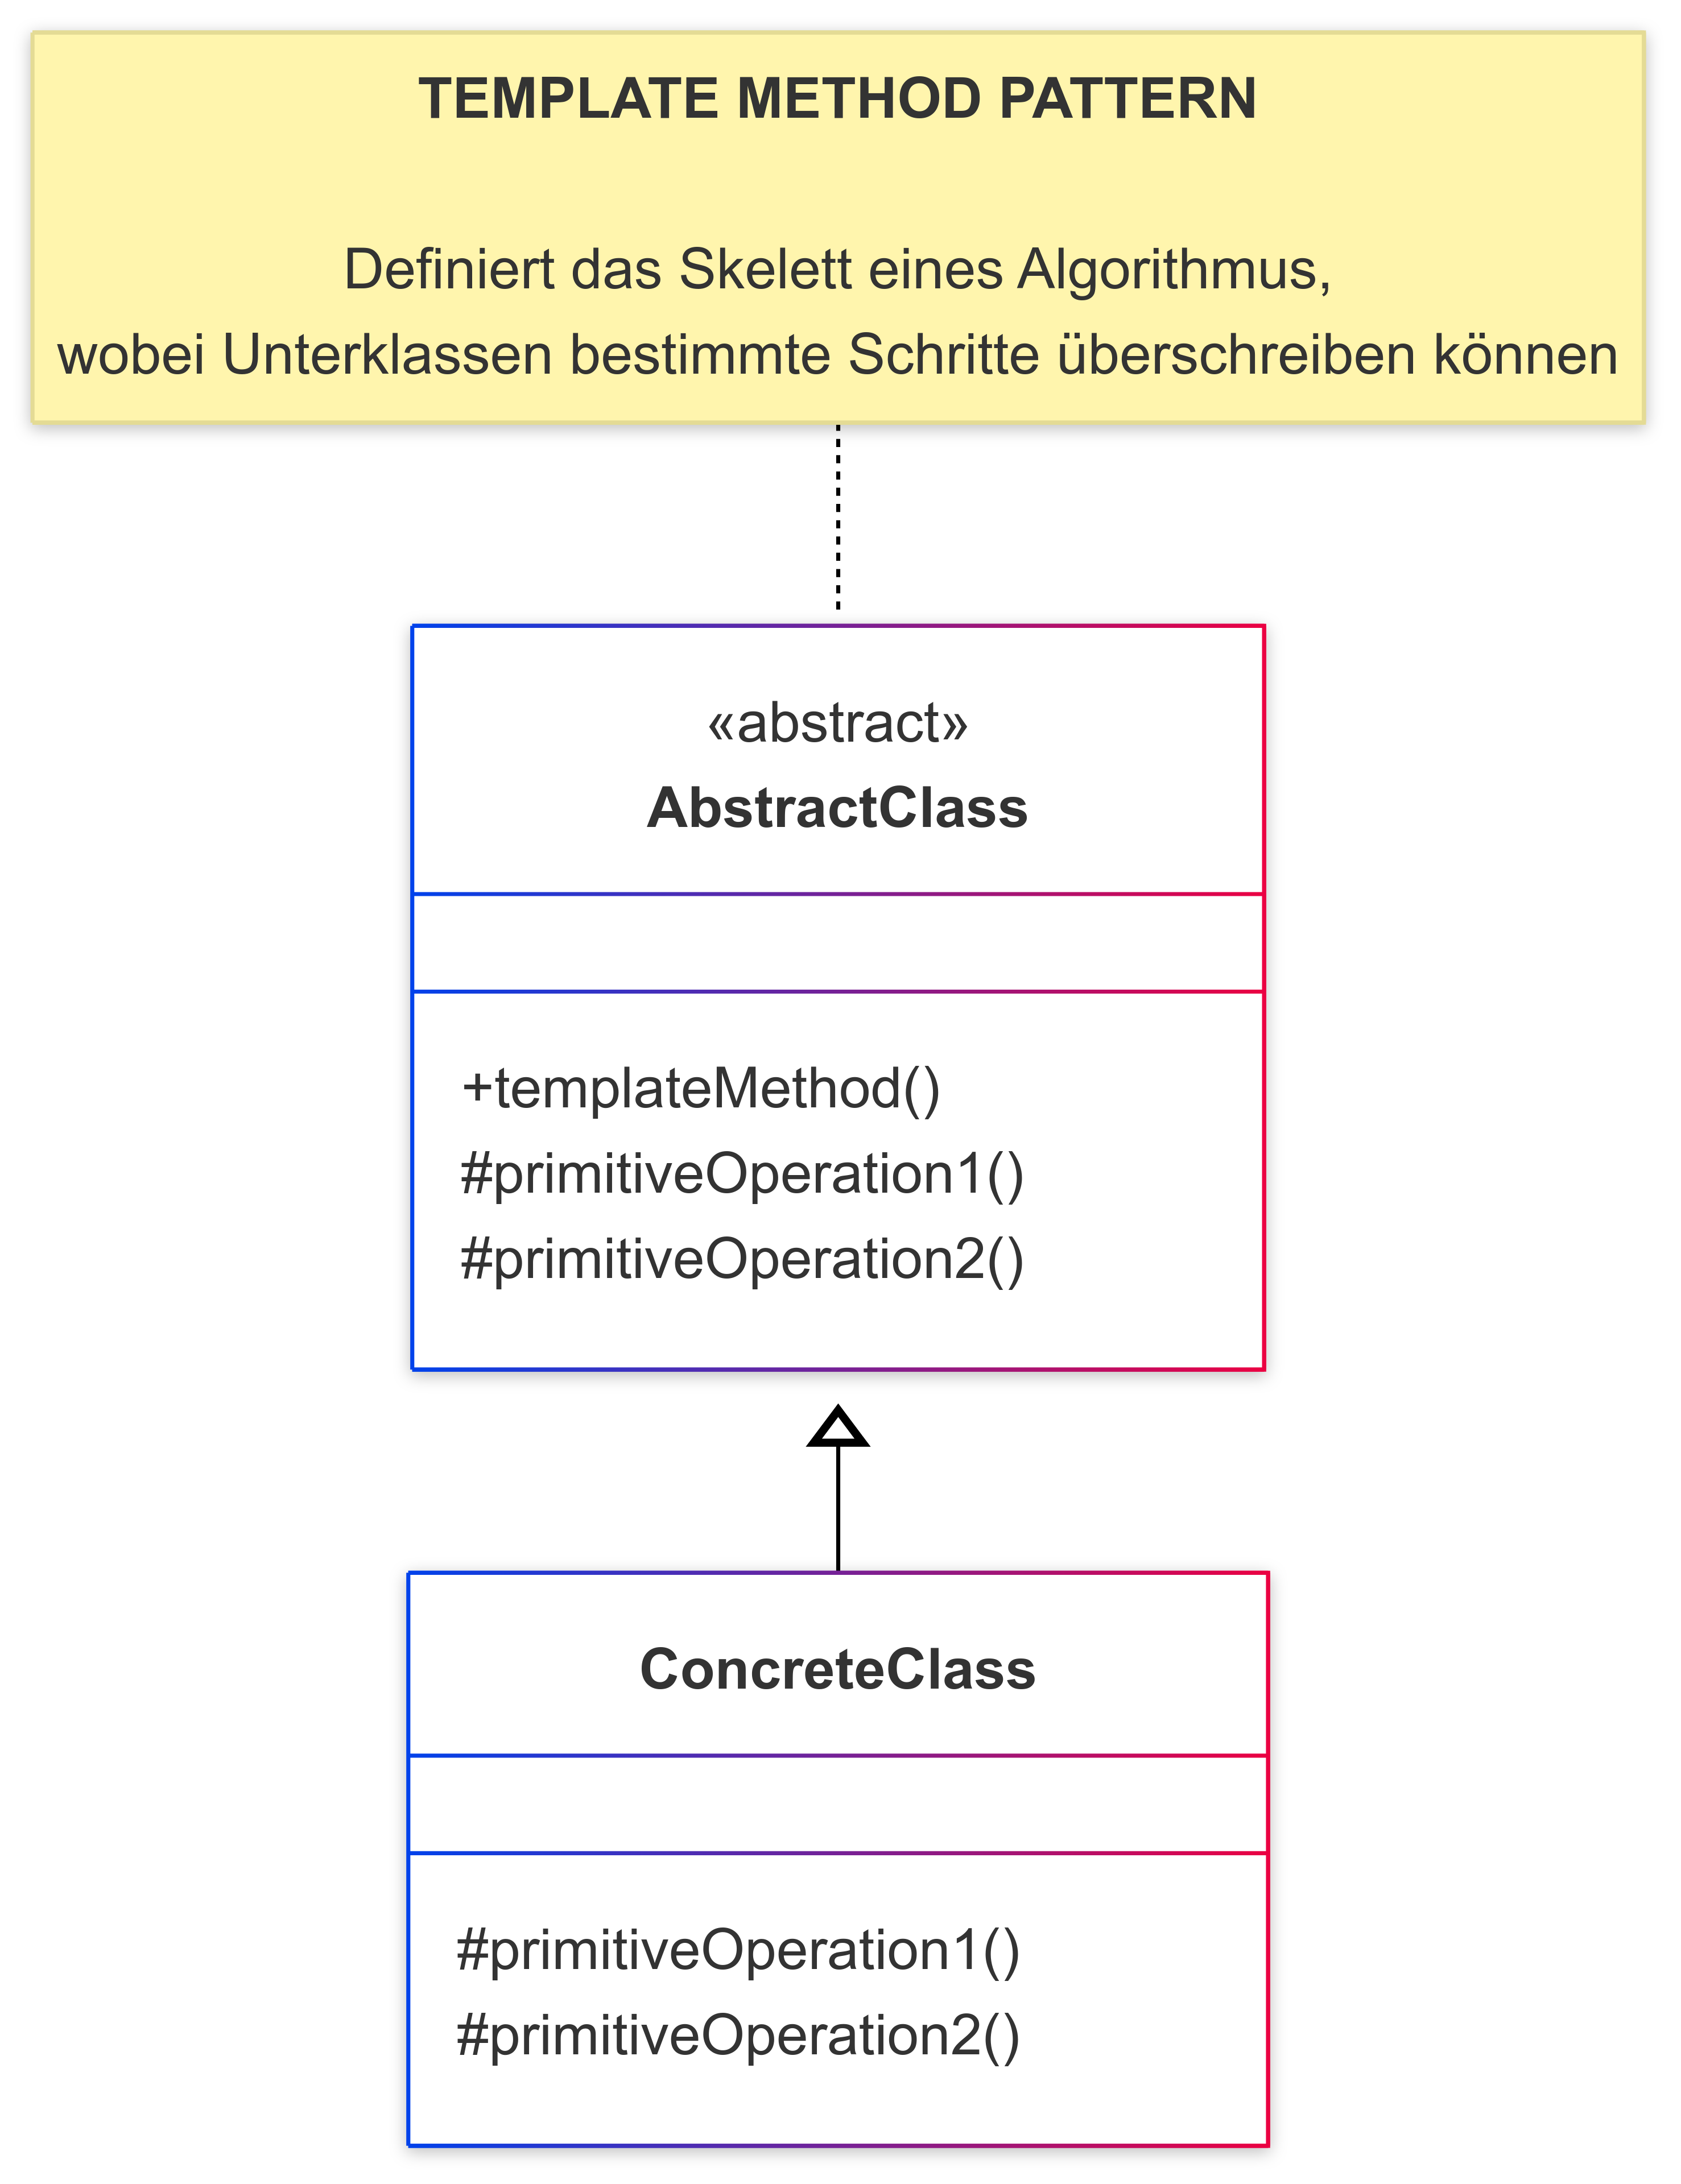 TEMPLATE METHOD PATTERN
Definiert das Skelett eines Algorithmus,
wobei Unterklassen bestimmte Schritte überschreiben können
«abstract»
AbstractClass
+templateMethod()
#primitiveOperation1()
#primitiveOperation2()
ConcreteClass
#primitiveOperation1()
#primitiveOperation2()